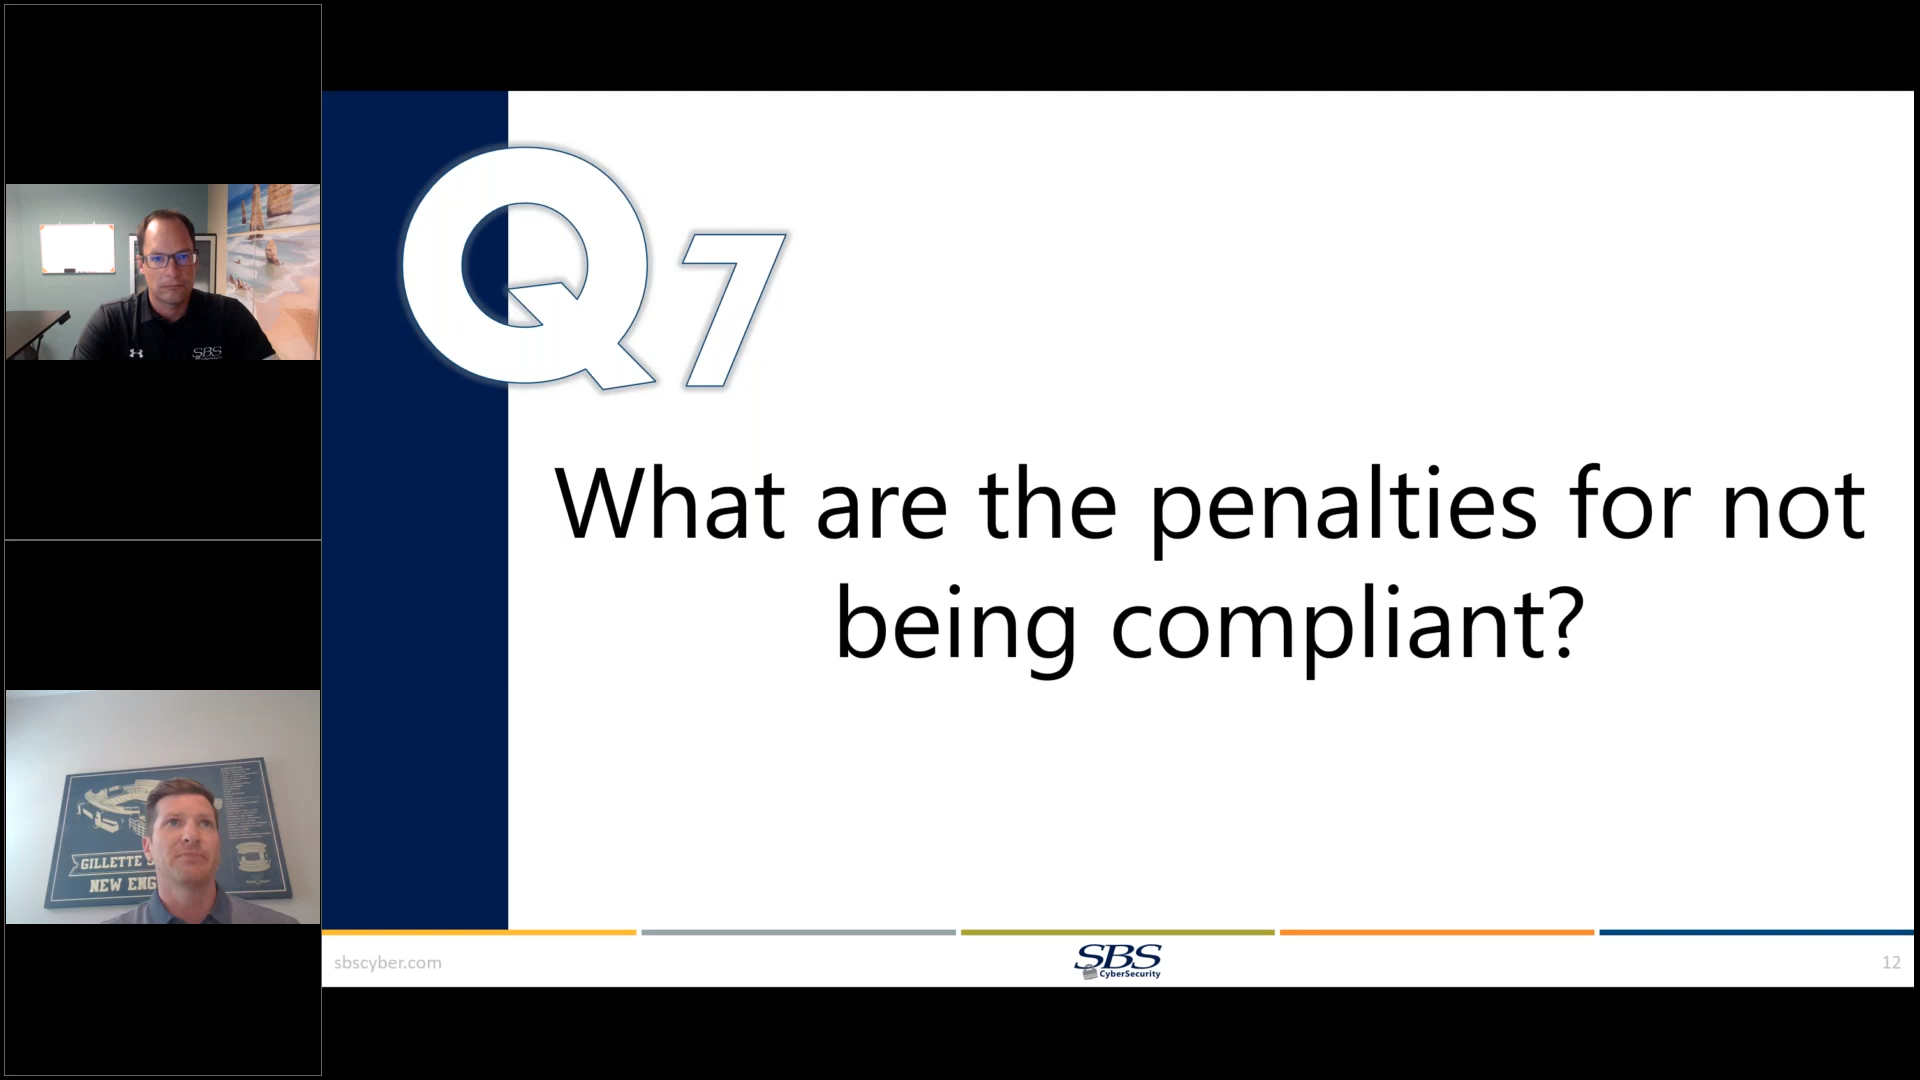 SBS
GILLETTE
NEW ENG
Q7
What are the penalties for not
being compliant?
sbscyber.com
SBS
CyberSecurity
12